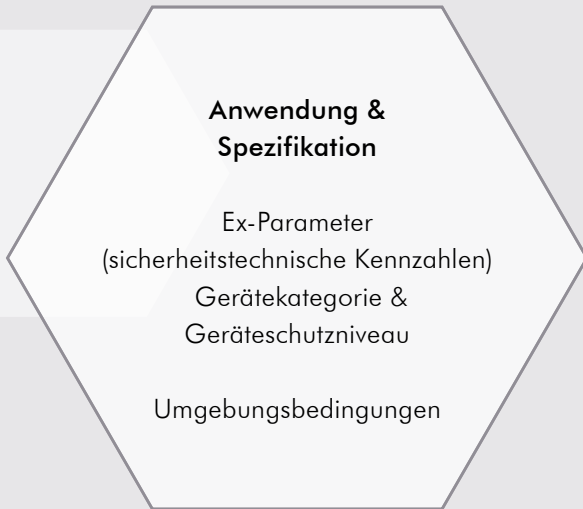 Anwendung &
Spezifikation
Ex-Parameter
(sicherheitstechnische Kennzahlen)
Gerätekategorie &
Geräteschutzniveau
Umgebungsbedingungen